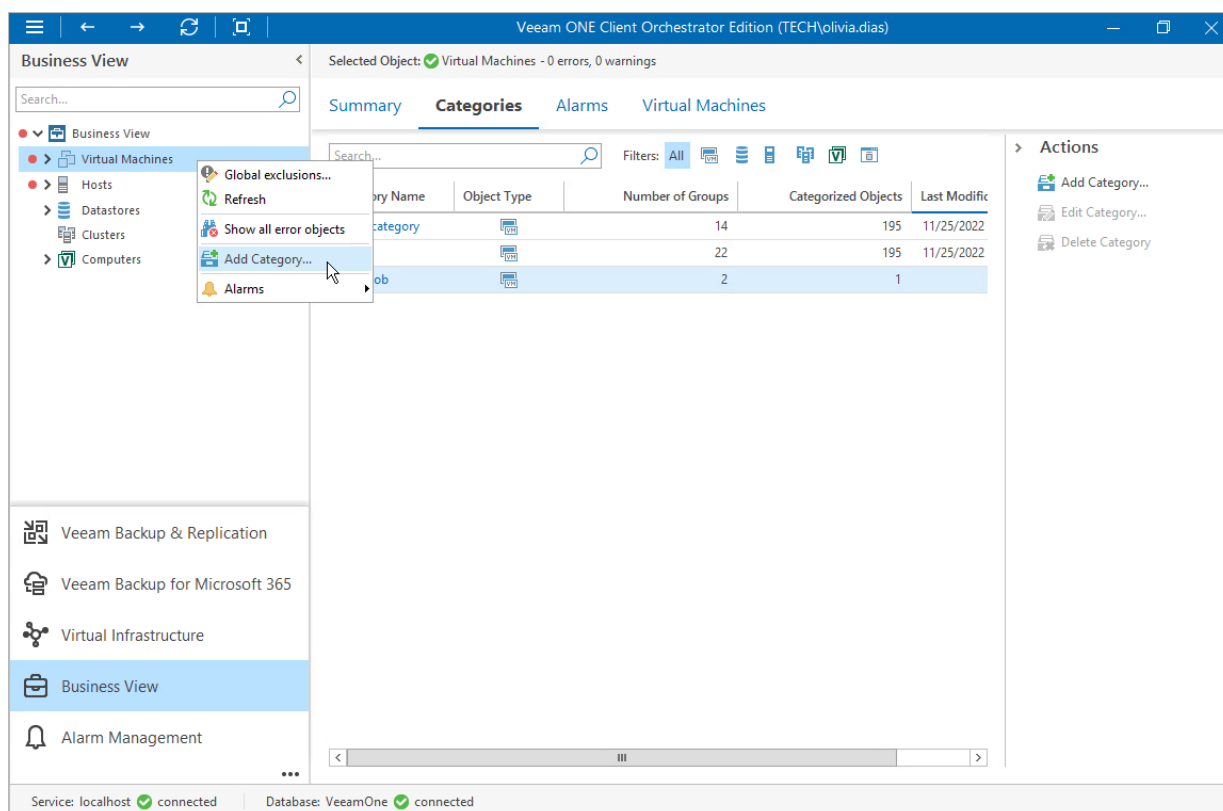 Veeam ONE Client Orchestrator Edition (TECH\olivia.dias)
Business View
Search...
Business View
Virtual Machines
Hosts
Datastores
Clusters
Computers
Global exclusions...
Refresh
Show all error objects
Add Category...
Alarms
Selected Object: Virtual Machines - 0 errors, 0 warnings
Summary Categories Alarms Virtual Machines
Search... Filters: All
ory Name Object Type Number of Groups Categorized Objects Last Modific
category VM 14 195 11/25/2022
VM 22 195 11/25/2022
ob VM 2 1
Actions
Add Category...
Edit Category...
Delete Category
Veeam Backup & Replication
Veeam Backup for Microsoft 365
Virtual Infrastructure
Business View
Alarm Management
Service: localhost connected Database: VeeamOne connected